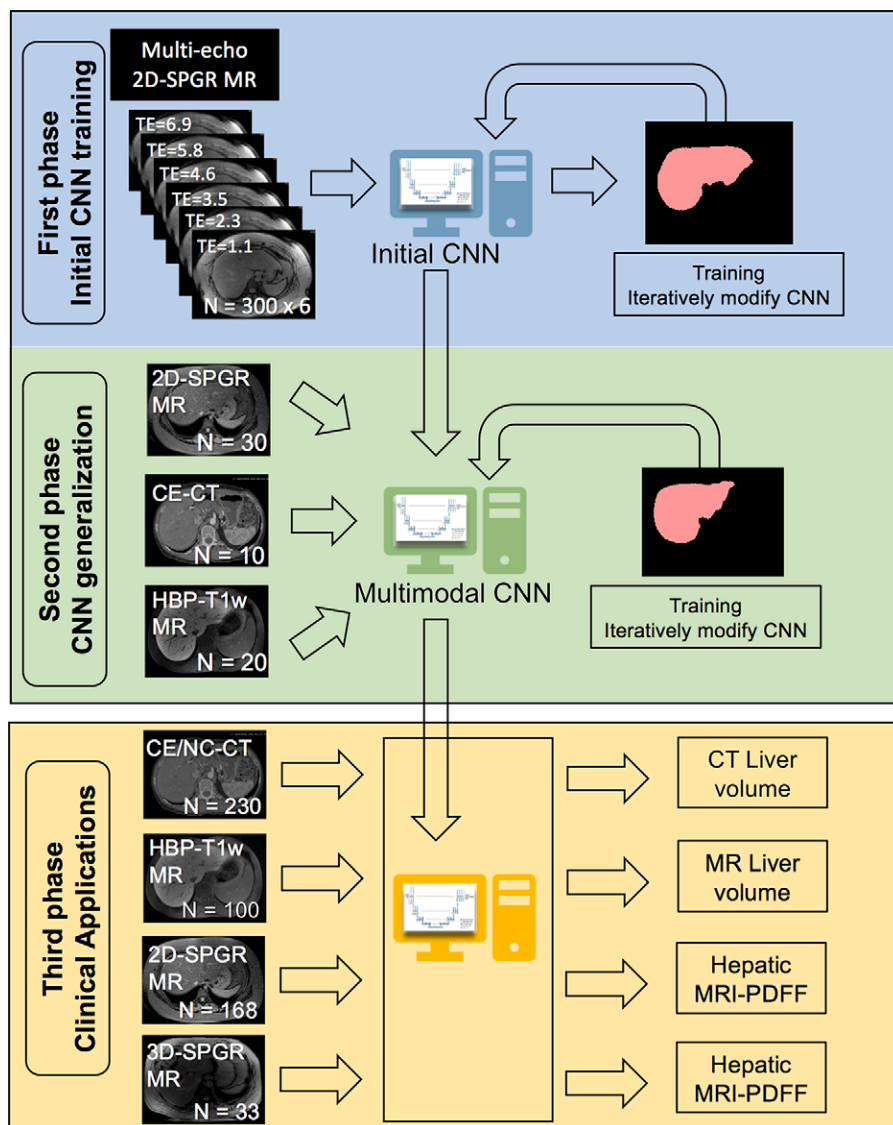 First phase
Initial CNN training
Multi-echo
2D-SPGR MR
TE=6.9
TE=5.8
TE=4.6
TE=3.5
TE=2.3
TE=1.1
N = 300 x 6
Initial CNN
Training
Iteratively modify CNN
Second phase
CNN generalization
2D-SPGR
MR
N = 30
CE-CT
N = 10
HBP-T1w
MR
N = 20
Multimodal CNN
Training
Iteratively modify CNN
Third phase
Clinical Applications
CE/NC-CT
N = 230
CT Liver
volume
HBP-T1w
MR
N = 100
MR Liver
volume
2D-SPGR
MR
N = 168
Hepatic
MRI-PDFF
3D-SPGR
MR
N = 33
Hepatic
MRI-PDFF